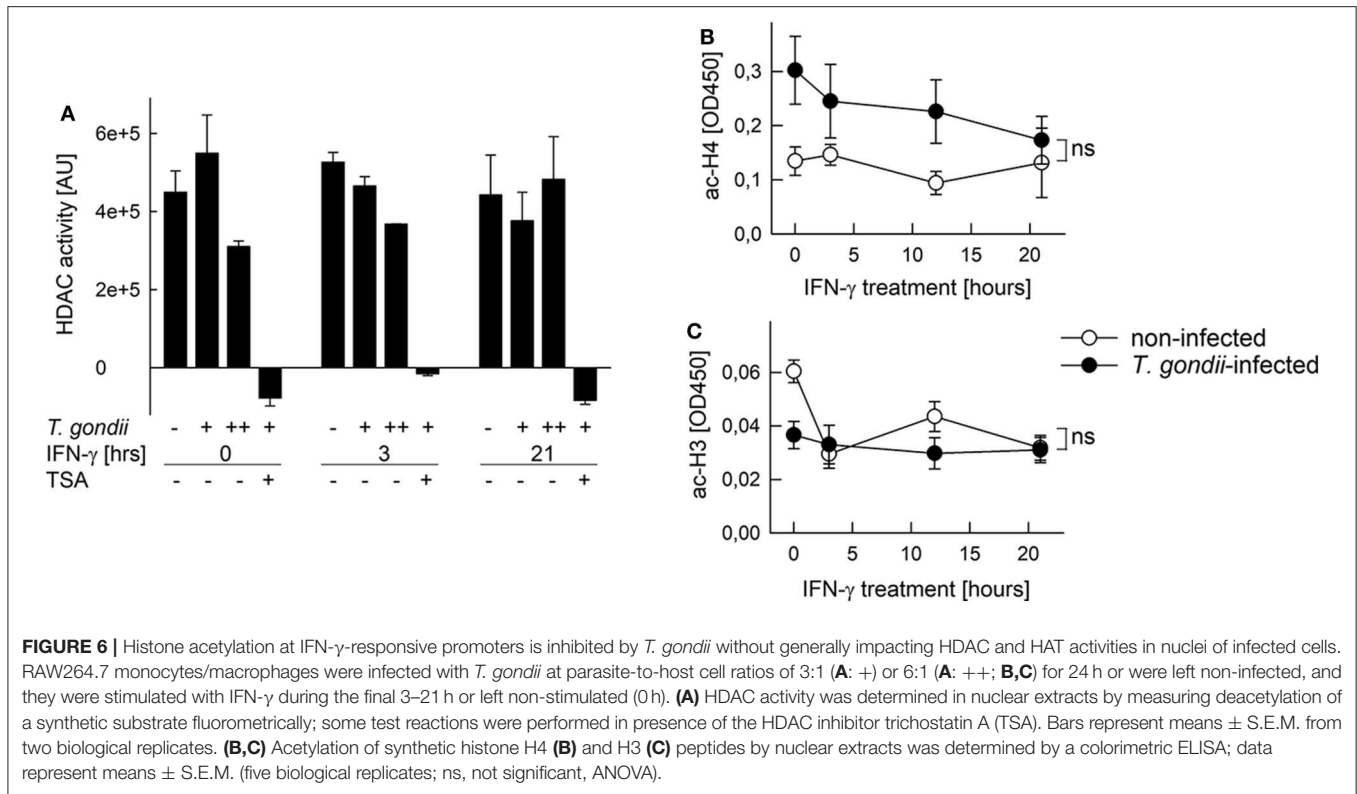 A
HDAC activity [AU]
6e+5
4e+5
2e+5
0
T. gondii - + ++ + - + ++ + - + ++ +
IFN-γ [hrs] 0 3 21
TSA - - - + - - - + - - - +
B
ac-H4 [OD450]
0,3
0,2
0,1
0,0
ns
0 5 10 15 20
IFN-γ treatment [hours]
C
ac-H3 [OD450]
0,06
0,04
0,02
0,00
ns
0 5 10 15 20
IFN-γ treatment [hours]
non-infected
T. gondii-infected
FIGURE 6 | Histone acetylation at IFN-γ-responsive promoters is inhibited by T. gondii without generally impacting HDAC and HAT activities in nuclei of infected cells.
RAW264.7 monocytes/macrophages were infected with T. gondii at parasite-to-host cell ratios of 3:1 (A: +) or 6:1 (A: ++; B,C) for 24 h or were left non-infected, and
they were stimulated with IFN-γ during the final 3–21 h or left non-stimulated (0 h). (A) HDAC activity was determined in nuclear extracts by measuring deacetylation of
a synthetic substrate fluorometrically; some test reactions were performed in presence of the HDAC inhibitor trichostatin A (TSA). Bars represent means ± S.E.M. from
two biological replicates. (B,C) Acetylation of synthetic histone H4 (B) and H3 (C) peptides by nuclear extracts was determined by a colorimetric ELISA; data
represent means ± S.E.M. (five biological replicates; ns, not significant, ANOVA).